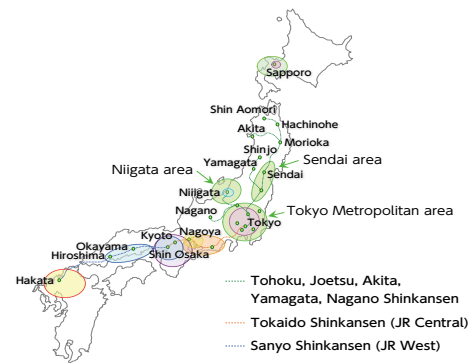 Sapporo
Shin Aomori
Hachinohe
Akita
Morioka
Shinjo
Sendai area
Niigata area
Yamagata
Sendai
Niiigata
Nagano
Tokyo Metropolitan area
Tokyo
Kyoto
Nagoya
Okayama
Hiroshima
Shin Osaka
Hakata
Tohoku, Joetsu, Akita,
Yamagata, Nagano Shinkansen
Tokaido Shinkansen (JR Central)
Sanyo Shinkansen (JR West)